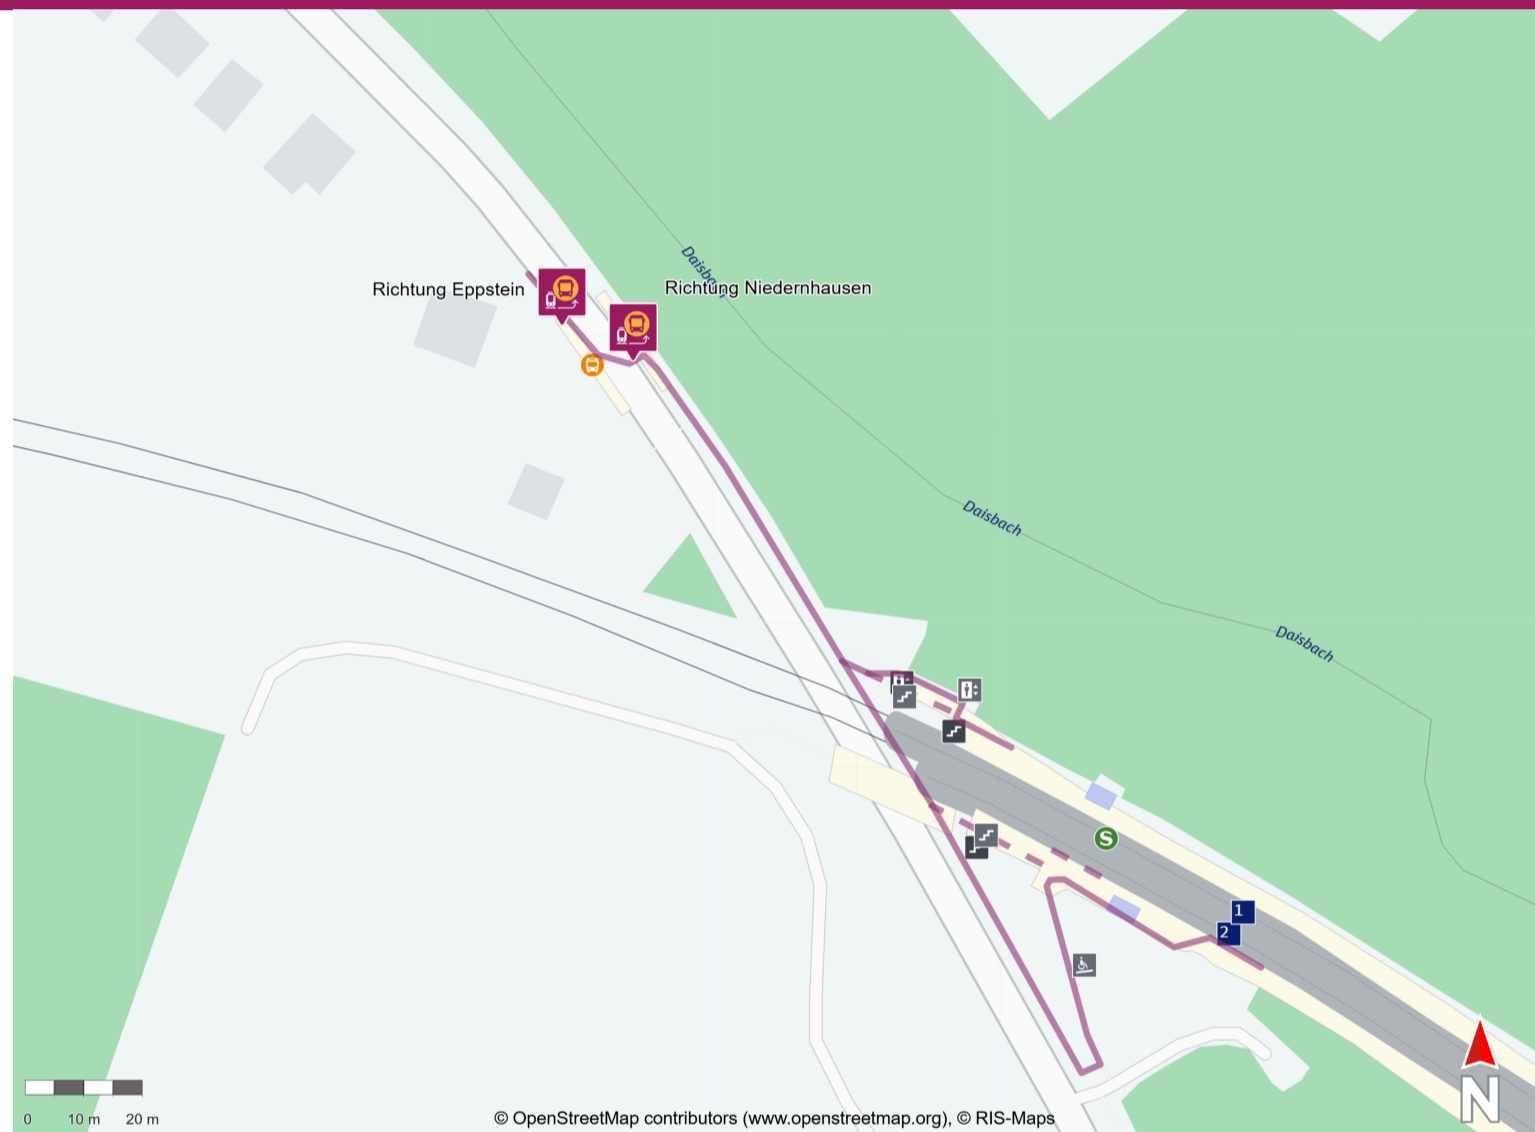 Daisbach
Richtung Eppstein
Richtung Niedernhausen
Daisbach
Daisbach
S
1
2
N
0 10 m 20 m
© OpenStreetMap contributors (www.openstreetmap.org), © RIS-Maps